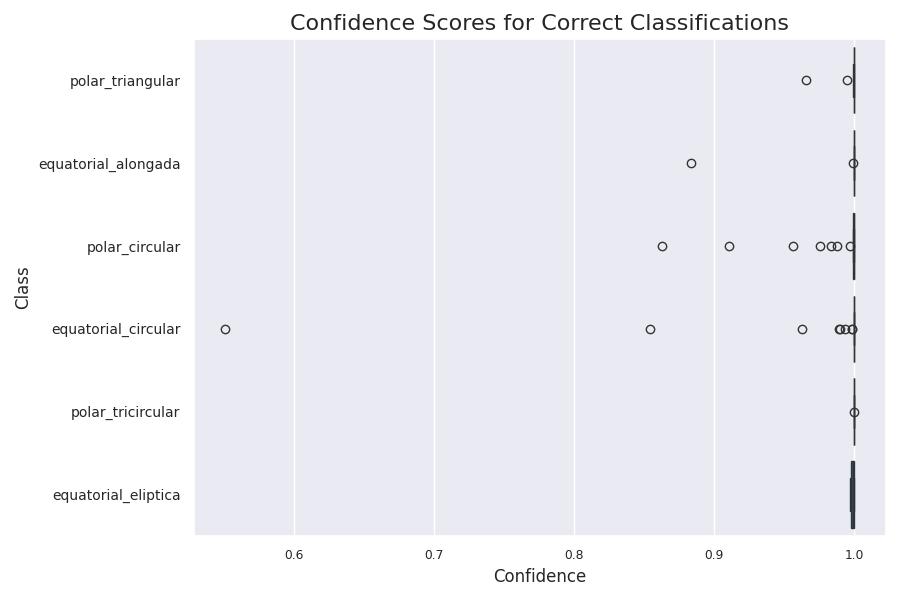 Confidence Scores for Correct Classifications
polar_triangular
equatorial_alongada
polar_circular
equatorial_circular
polar_tricircular
equatorial_eliptica
Class
0.6 0.7 0.8 0.9 1.0
Confidence